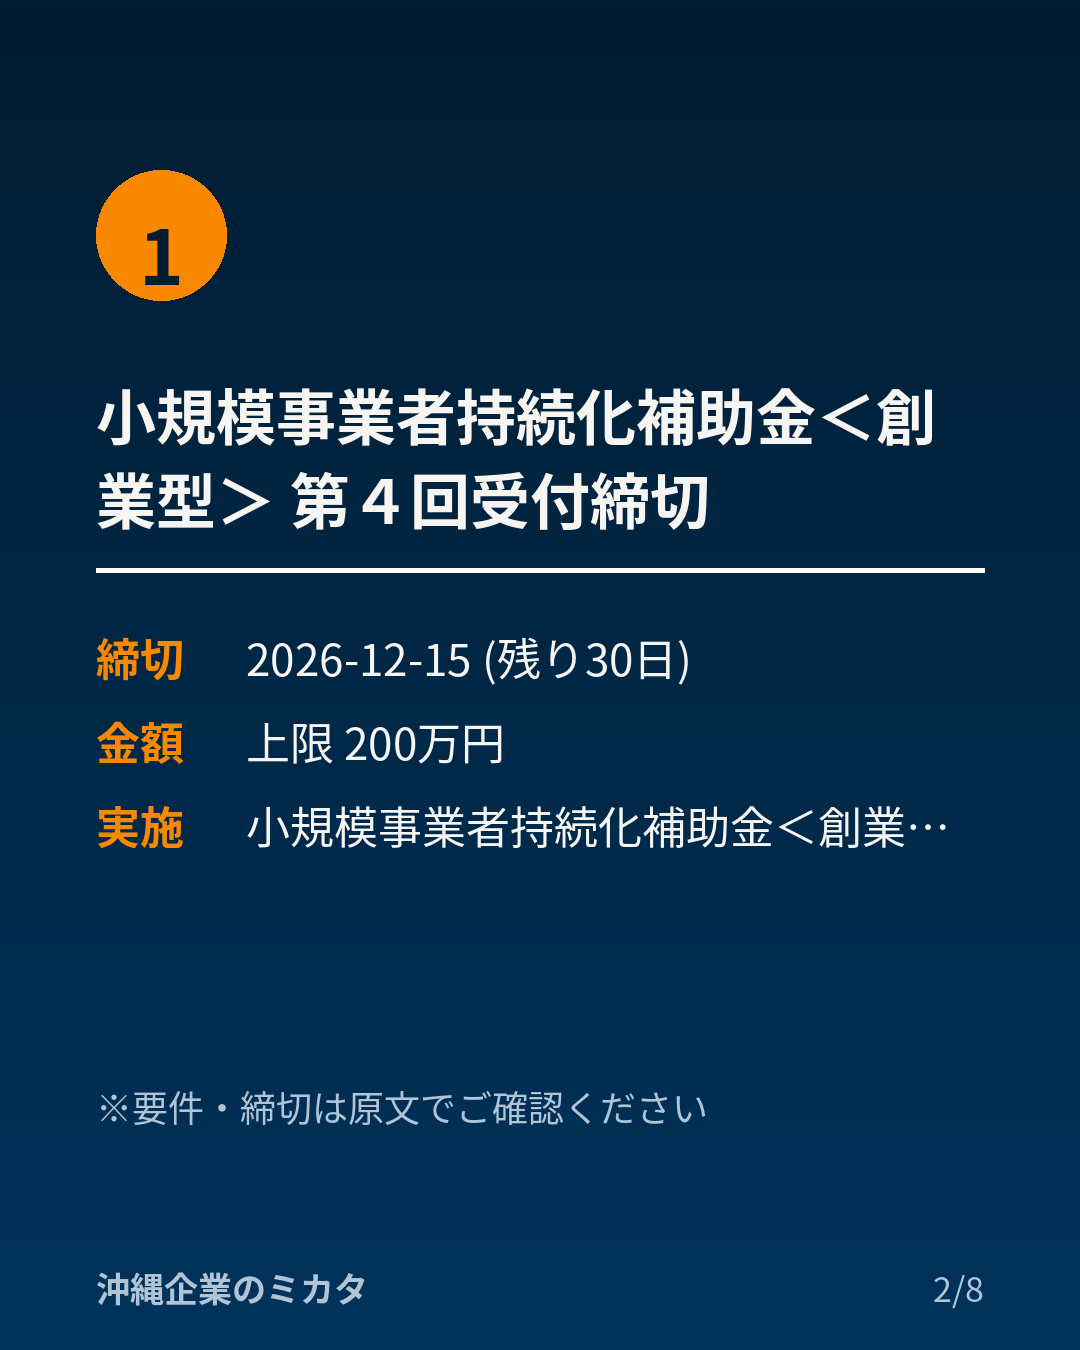 1
小規模事業者持続化補助金＜創
業型＞ 第４回受付締切
締切 2026-12-15 (残り30日)
金額 上限 200万円
実施 小規模事業者持続化補助金＜創業…
※要件・締切は原文でご確認ください
沖縄企業のミカタ 2/8